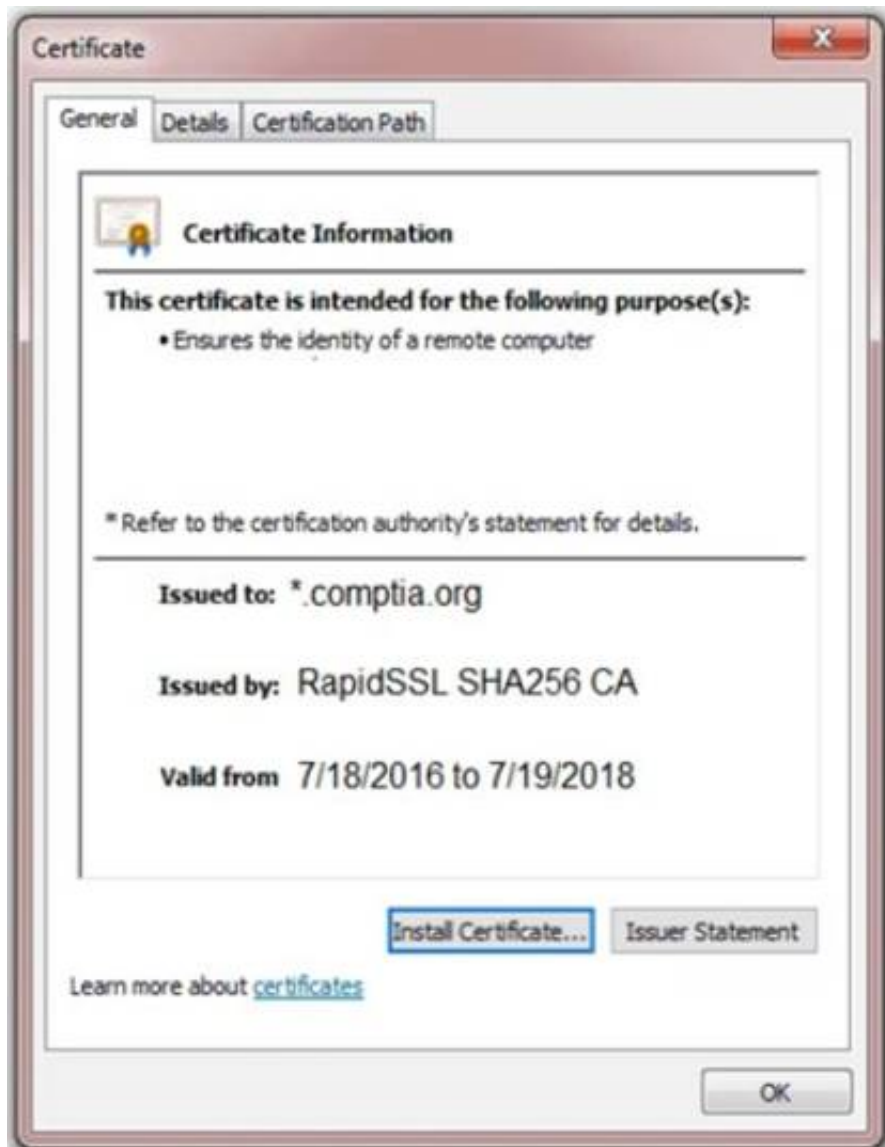 Certificate
General Details Certification Path
Certificate Information
This certificate is intended for the following purpose(s):
• Ensures the identity of a remote computer
* Refer to the certification authority's statement for details.
Issued to: *.comptia.org
Issued by: RapidSSL SHA256 CA
Valid from 7/18/2016 to 7/19/2018
Install Certificate... Issuer Statement
Learn more about certificates
OK